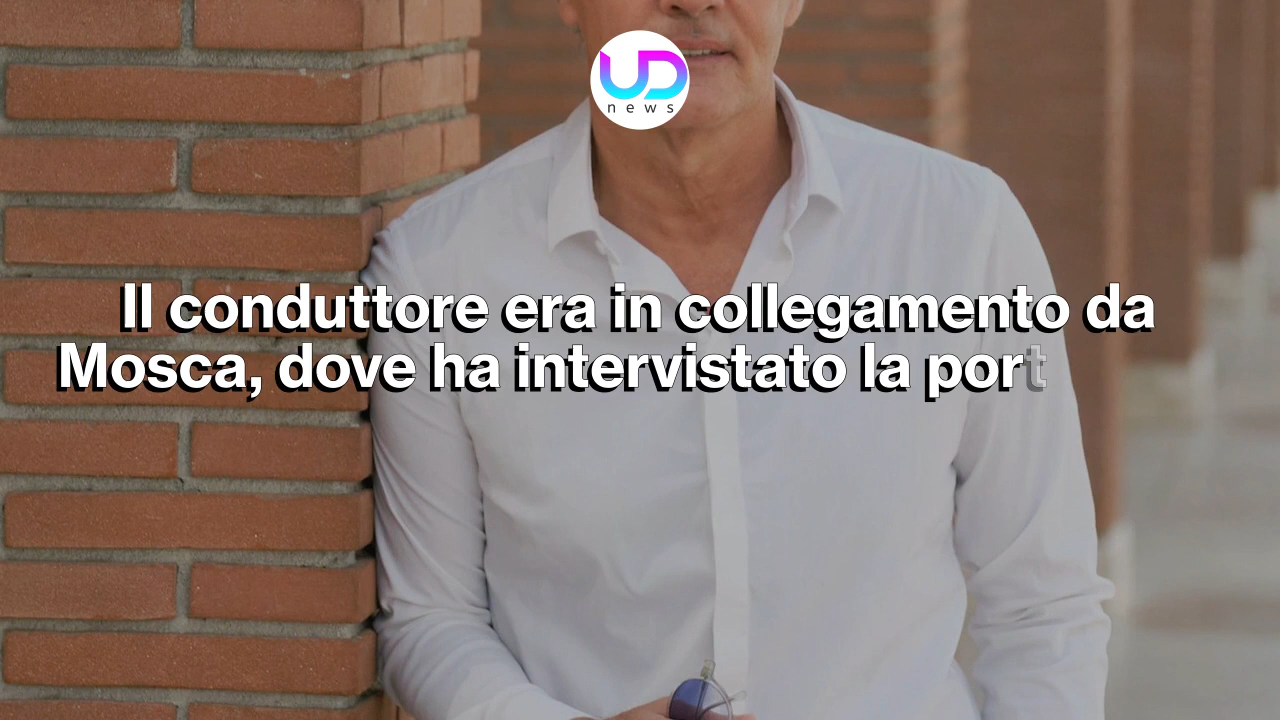 UD
news
Il conduttore era in collegamento da
Mosca, dove ha intervistato la port